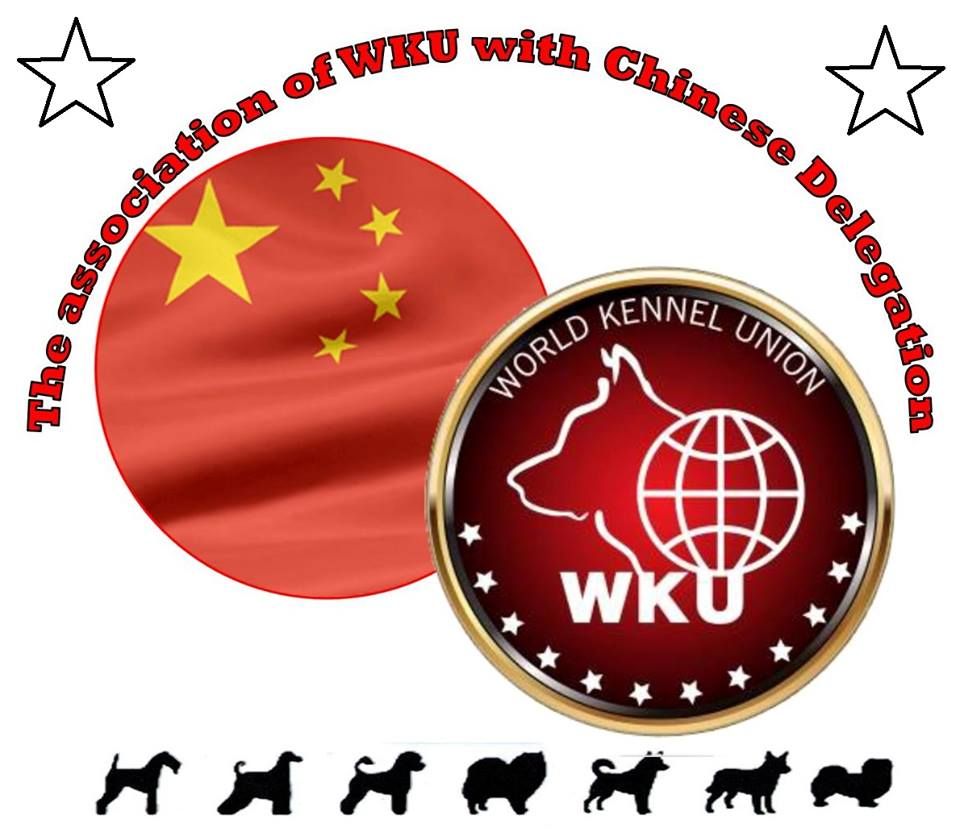 The association of WKU with Chinese Delegation
WORLD KENNEL UNION
WKU